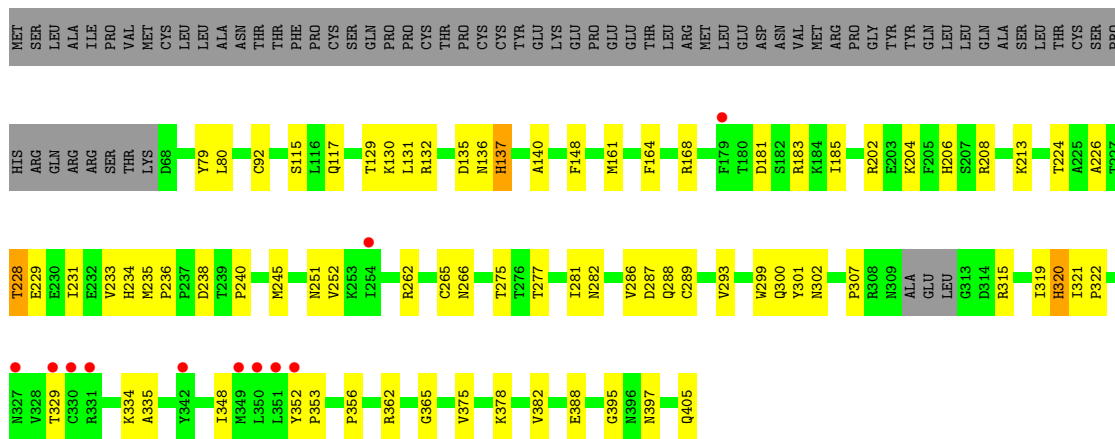 MET SER LEU ALA ILE PRO VAL MET CYS LEU LEU ALA ASN THR THR PHE PRO CYS SER GLN PRO PRO CYS THR PRO CYS CYS TYR GLU LYS GLU PRO GLU GLU THR LEU ARG MET LEU GLU ASP ASN VAL MET ARG PRO GLY TYR TYR GLN LEU LEU GLN ALA SER LEU THR CYS SER PRO
HIS ARG GLN ARG ARG SER THR LYS D68 Y79 L80 C92 S115 L116 Q117 T129 K130 L131 R132 D135 N136 H137 A140 F148 M161 F164 R168 F179 T180 D181 S182 R183 K184 I185 R202 E203 K204 F205 H206 S207 R208 K213 T224 A225 A226 T227
T228 E229 E230 I231 E232 V233 H234 M235 P236 P237 D238 T239 P240 M245 N251 V252 K253 I254 R262 C265 N266 T275 T276 T277 I281 N282 V286 D287 Q288 C289 V293 W299 Q300 Y301 N302 P307 R308 N309 ALA GLU LEU G313 D314 R315 I319 H320 I321 P322
N327 V328 T329 C330 R331 K334 A335 Y342 I348 M349 L350 L351 Y352 P353 P356 R362 G365 V375 K378 V382 E388 G395 N396 N397 Q405